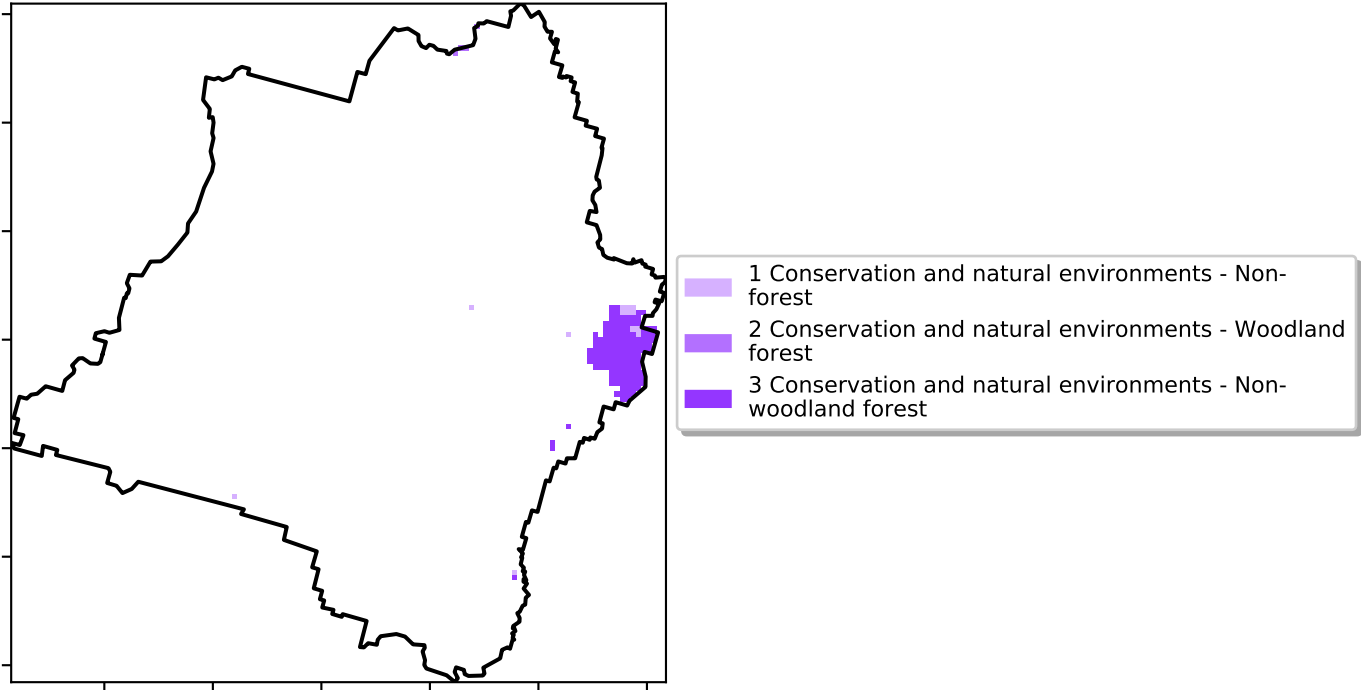 1 Conservation and natural environments - Non-
forest
2 Conservation and natural environments - Woodland
forest
3 Conservation and natural environments - Non-
woodland forest